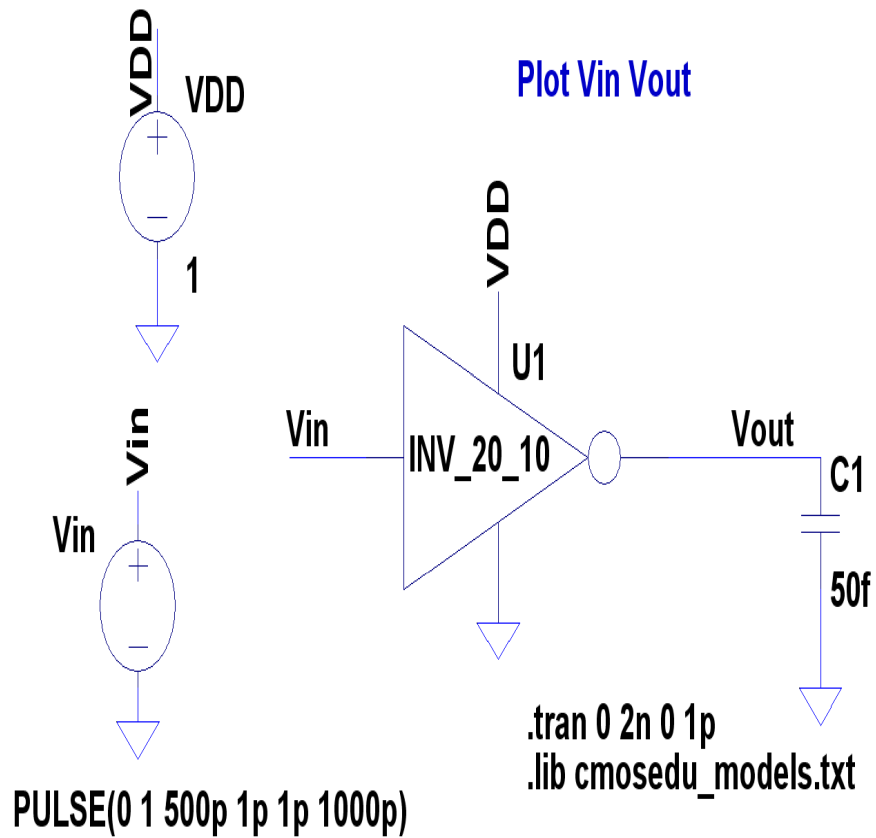 VDD
VDD
1
Plot Vin Vout
VDD
U1
Vin
INV_20_10
Vout
C1
50f
Vin
Vin
PULSE(0 1 500p 1p 1p 1000p)
.tran 0 2n 0 1p
.lib cmosedu_models.txt